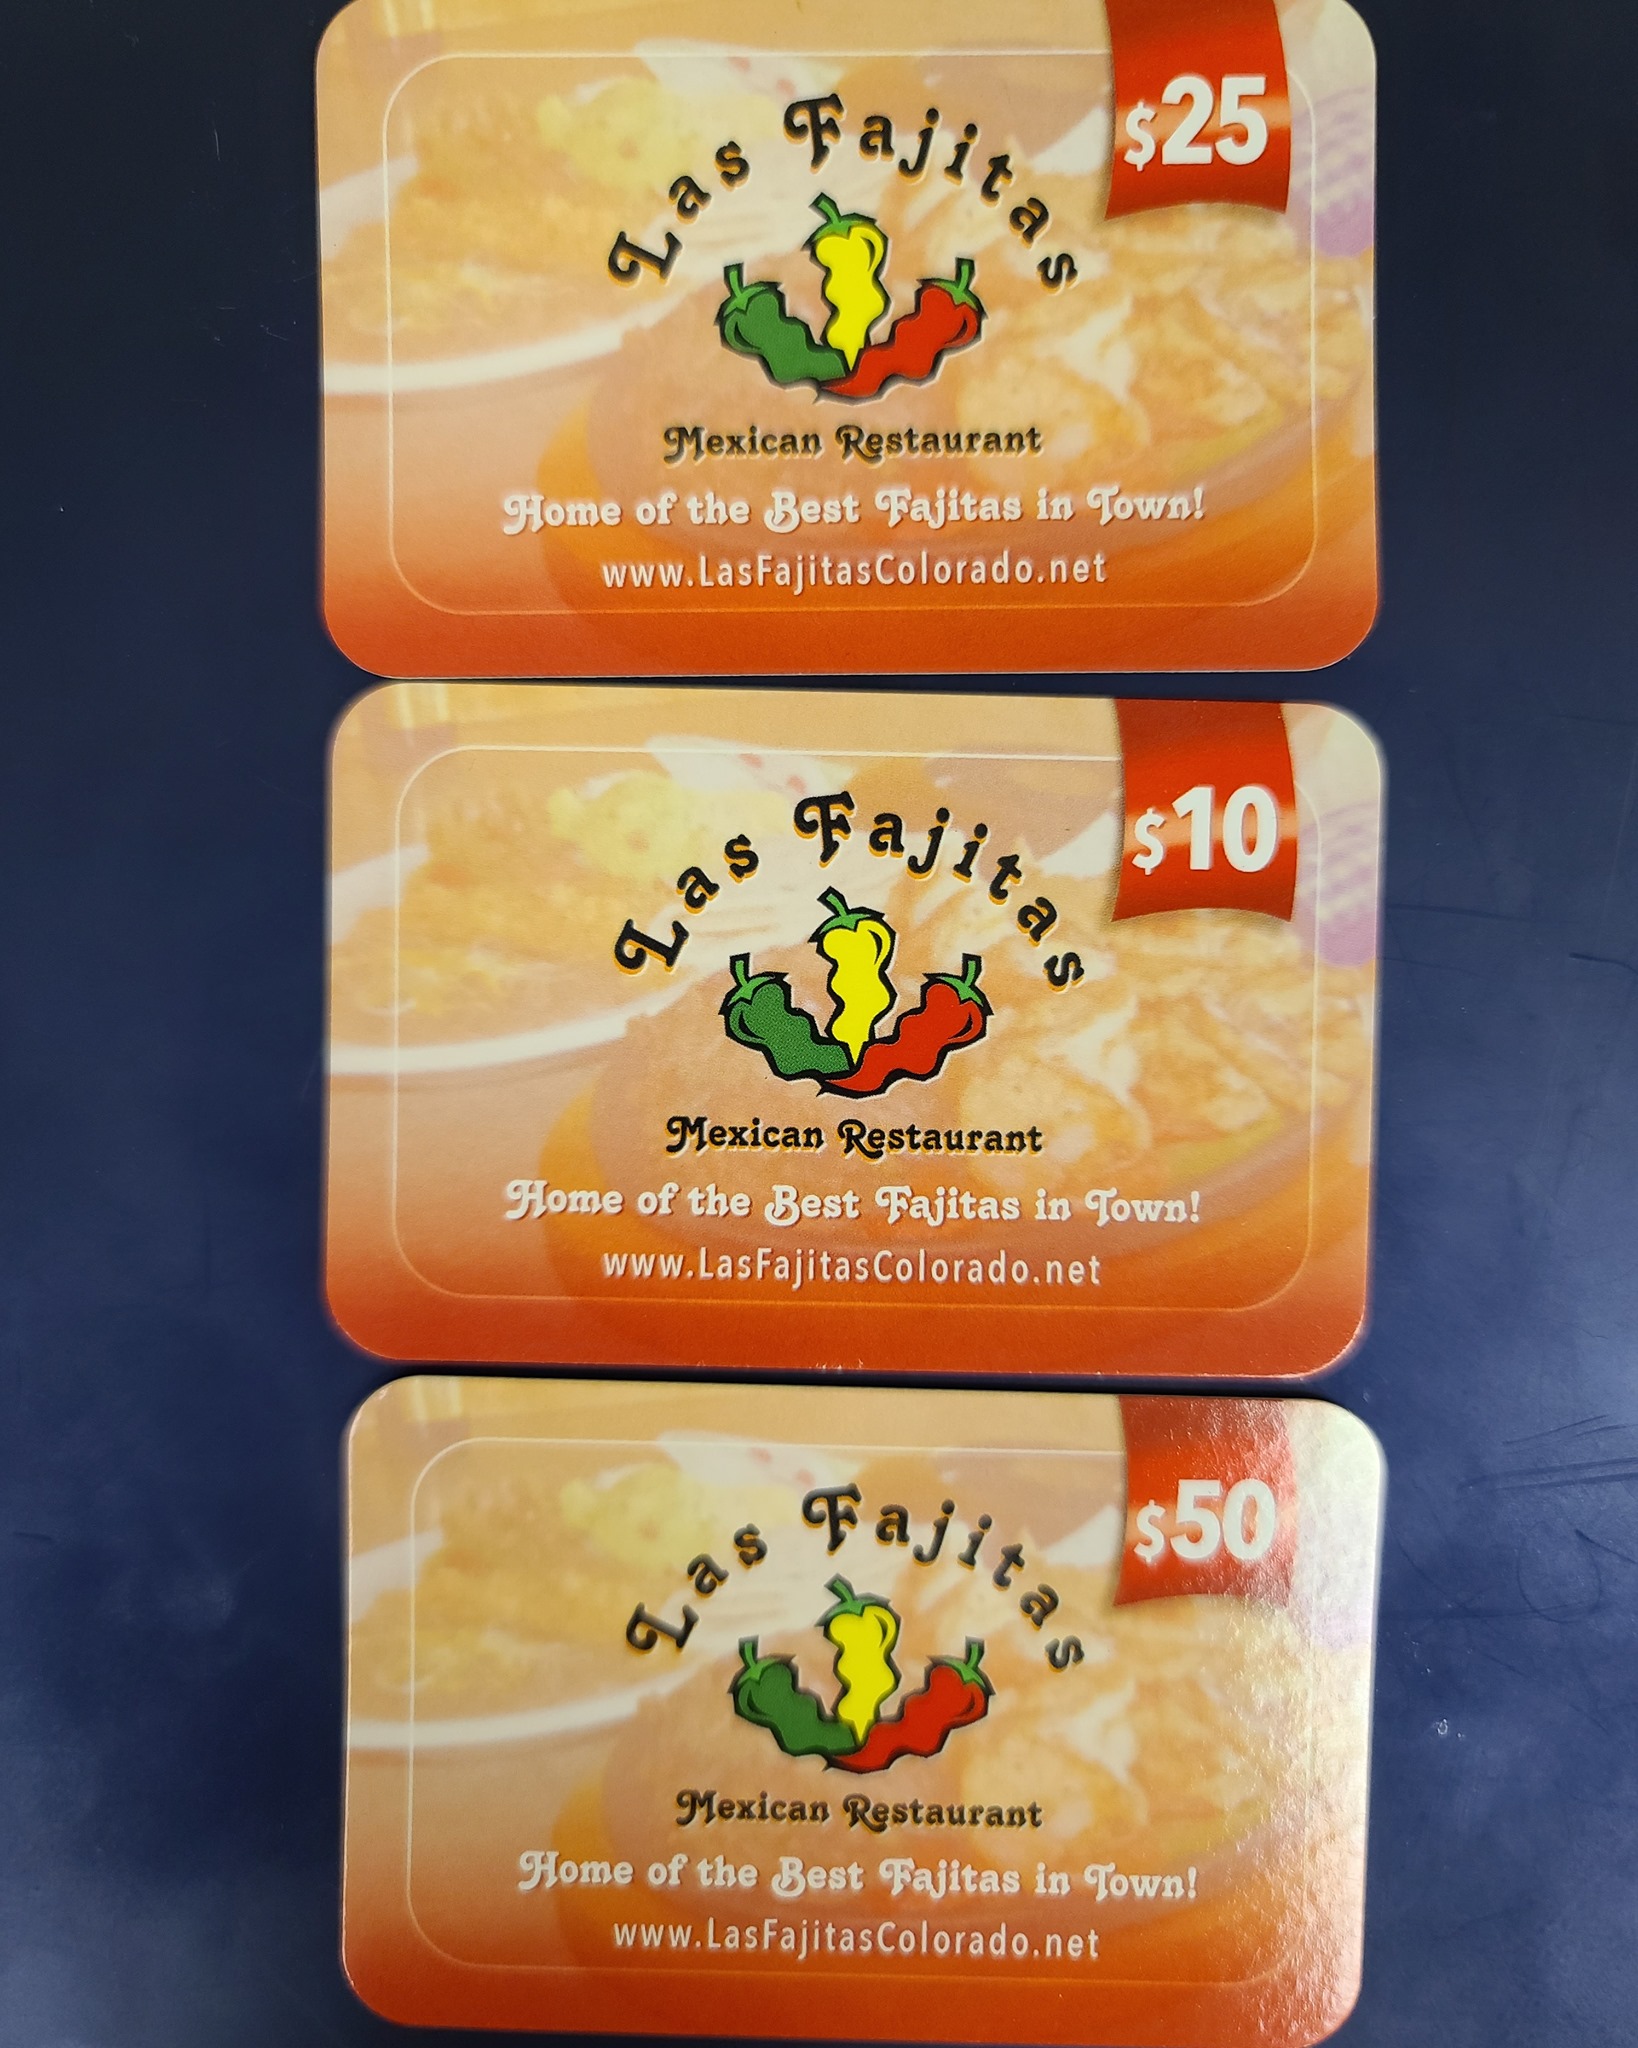 $25
Las Fajitas
Mexican Restaurant
Home of the Best Fajitas in Town!
www.LasFajitasColorado.net
$10
Las Fajitas
Mexican Restaurant
Home of the Best Fajitas in Town!
www.LasFajitasColorado.net
$50
Las Fajitas
Mexican Restaurant
Home of the Best Fajitas in Town!
www.LasFajitasColorado.net